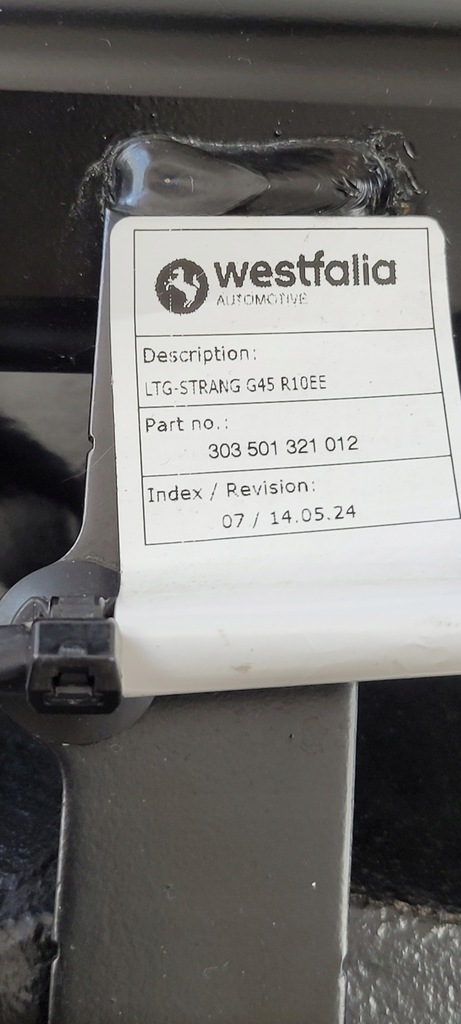 westfalia
AUTOMOTIVE
Description:
LTG-STRANG G45 R10EE
Part no.:
303 501 321 012
Index / Revision:
07 / 14.05.24